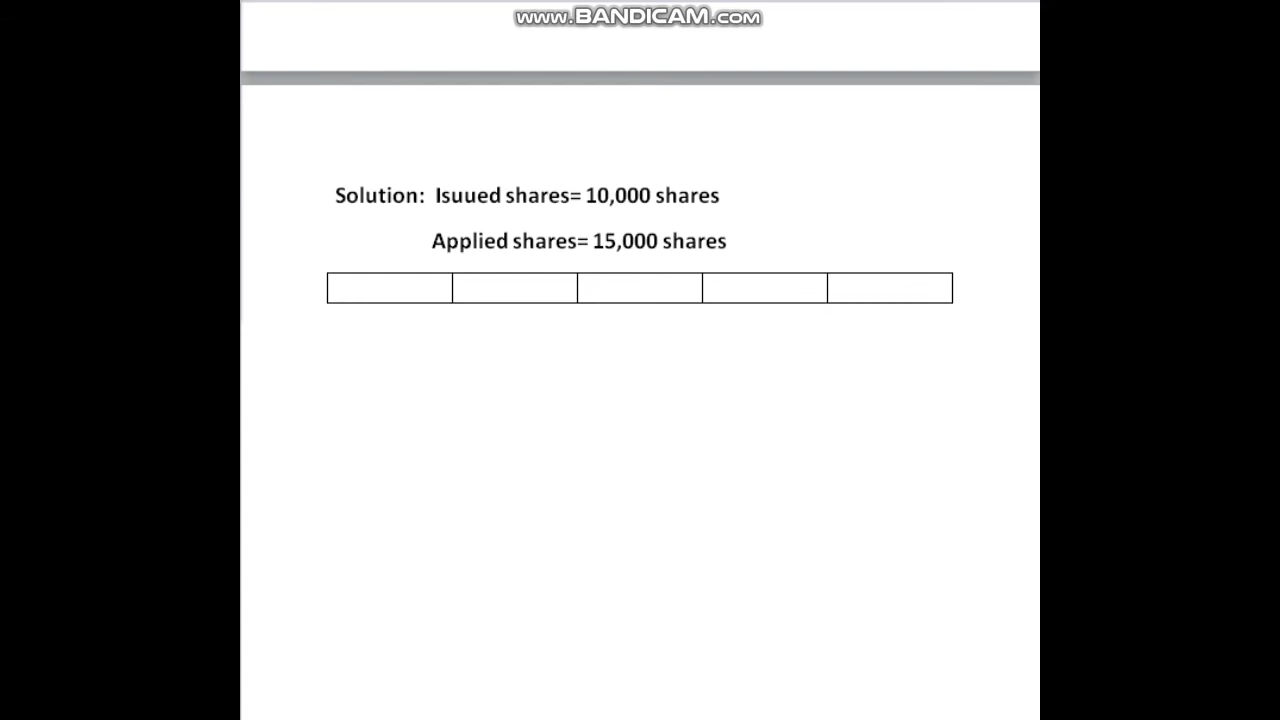 www.BANDICAM.com
Solution: Isuued shares= 10,000 shares
Applied shares= 15,000 shares